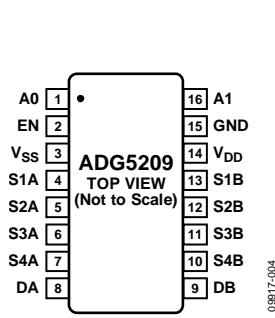 A0 1 16 A1
EN 2 15 GND
VSS 3 14 VDD
ADG5209
S1A 4 TOP VIEW 13 S1B
S2A 5 (Not to Scale) 12 S2B
S3A 6 11 S3B
S4A 7 10 S4B
DA 8 9 DB
09917-004